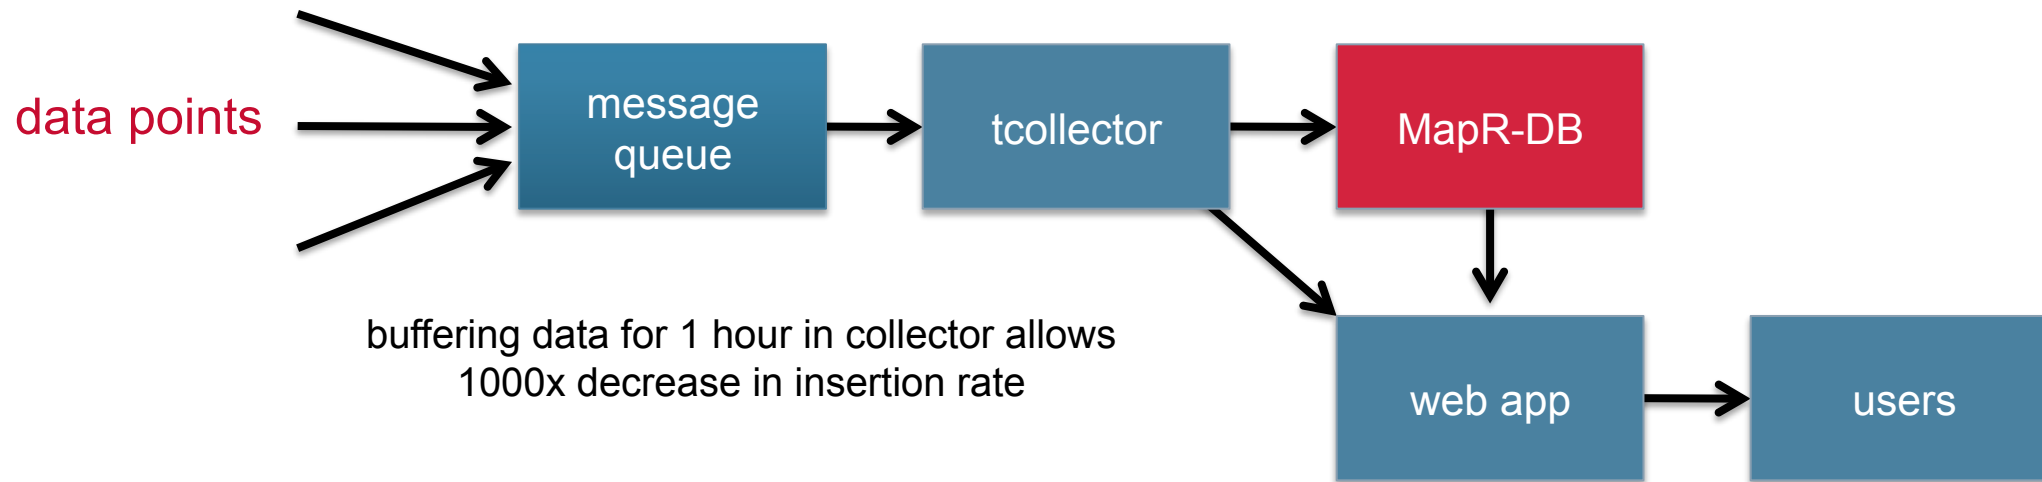 data points
message
queue
tcollector
MapR-DB
buffering data for 1 hour in collector allows
1000x decrease in insertion rate
web app
users